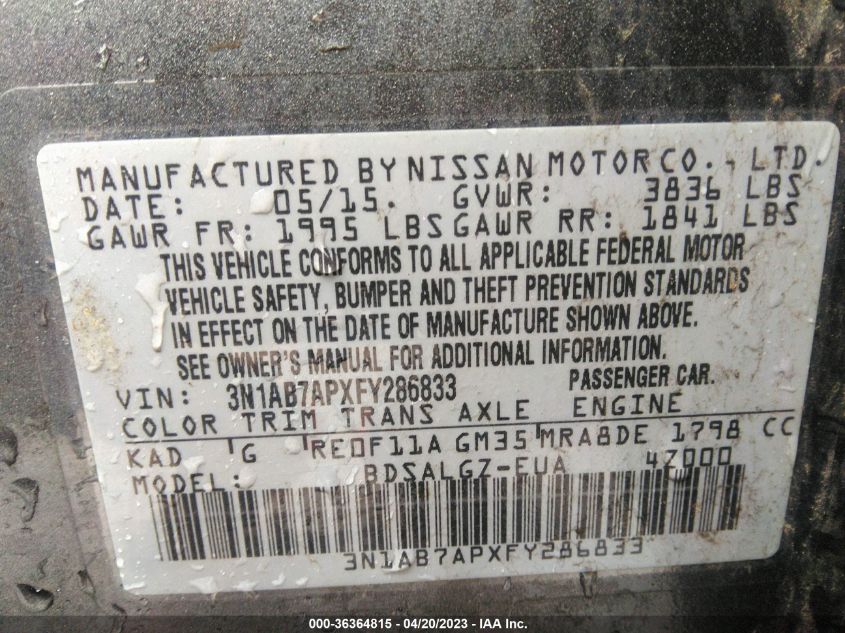 MANUFACTURED BY NISSAN MOTOR CO., LTD.
DATE: 05/15. GVWR: 3836 LBS
GAWR FR: 1995 LBS GAWR RR: 1841 LBS
THIS VEHICLE CONFORMS TO ALL APPLICABLE FEDERAL MOTOR
VEHICLE SAFETY, BUMPER AND THEFT PREVENTION STANDARDS
IN EFFECT ON THE DATE OF MANUFACTURE SHOWN ABOVE.
SEE OWNER'S MANUAL FOR ADDITIONAL INFORMATION.
VIN: 3N1AB7APXFY286833 PASSENGER CAR.
COLOR TRIM TRANS AXLE ENGINE
KAD G RE0F11A GM35 MRA8DE 1798 CC
MODEL: BDSALGZ-EUA 4Z000
3N1AB7APXFY286833
000-36364815 - 04/20/2023 - IAA Inc.